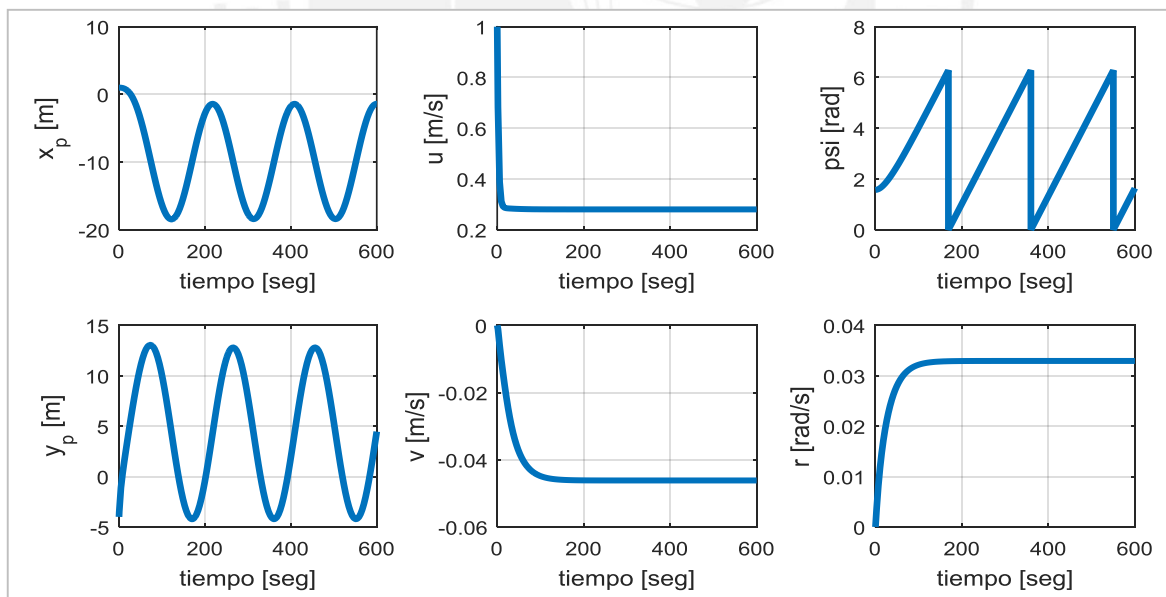 10
0
-10
-20
x_p [m]
0 200 400 600
tiempo [seg]
1
0.8
0.6
0.4
0.2
u [m/s]
0 200 400 600
tiempo [seg]
8
6
4
2
0
psi [rad]
0 200 400 600
tiempo [seg]
15
10
5
0
-5
y_p [m]
0 200 400 600
tiempo [seg]
0
-0.02
-0.04
-0.06
v [m/s]
0 200 400 600
tiempo [seg]
0.04
0.03
0.02
0.01
0
r [rad/s]
0 200 400 600
tiempo [seg]